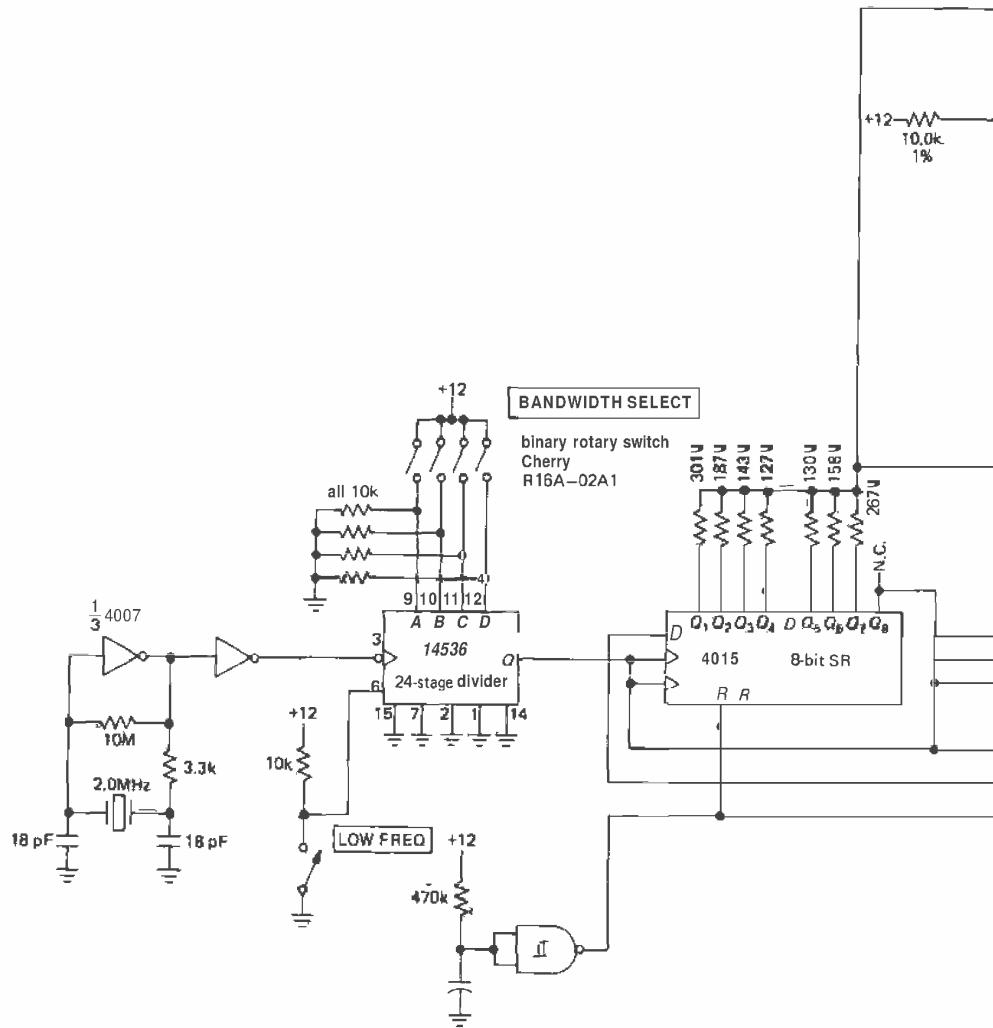 +12
10.0k
1%
+12
BANDWIDTH SELECT
binary rotary switch
Cherry
R16A-02A1
all 10k
301
187
143
127
130
158
267
N.C.
9 10 11 12
A B C D
1/3 4007
3
14536
Q
24-stage divider
6
15 7 2 1 14
D Q1 Q2 Q3 Q4 D Q5 Q6 Q7 Q8
4015 8-bit SR
R R
10M
3.3k
2.0MHz
18 pF
18 pF
+12
10k
LOW FREQ
+12
470k